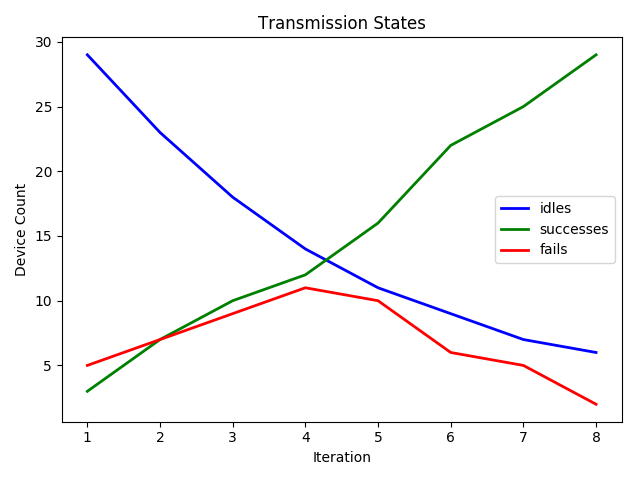 Transmission States
Device Count
30
25
20
15
10
5
idles
successes
fails
1 2 3 4 5 6 7 8
Iteration